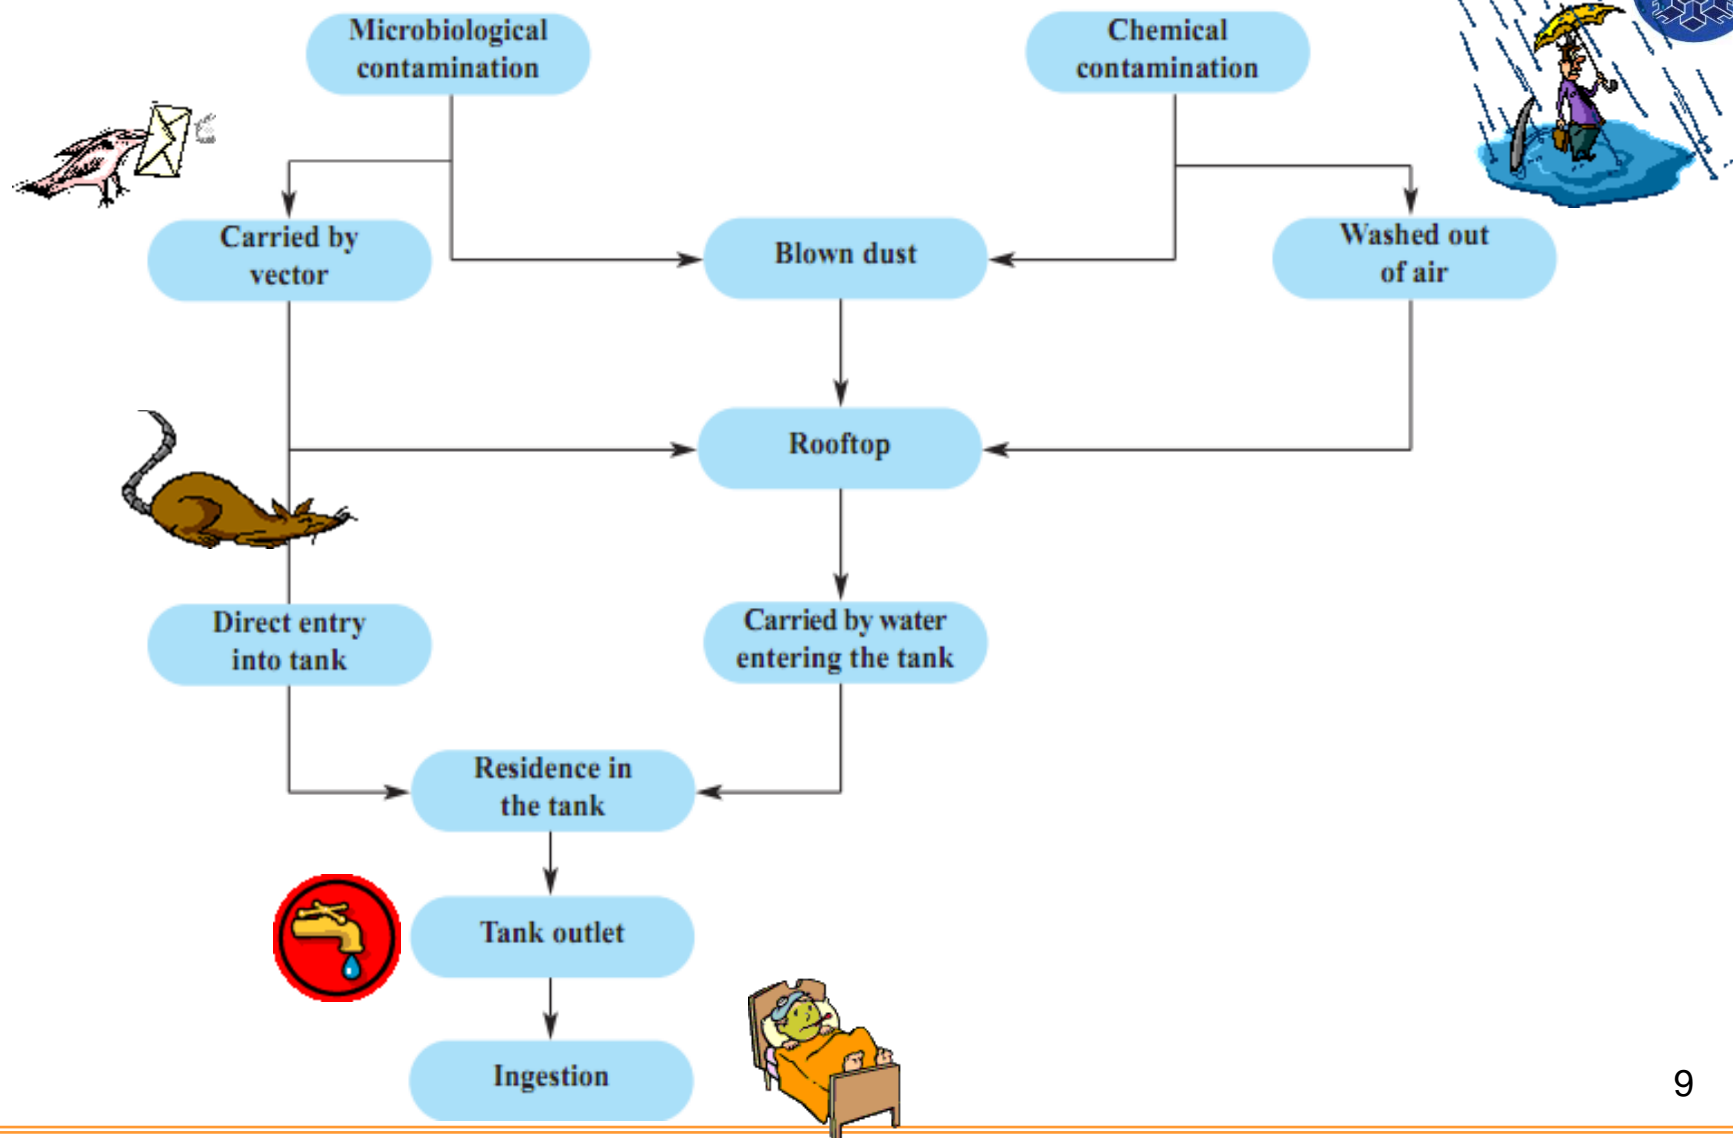 Microbiological
contamination
Chemical
contamination
Carried by
vector
Blown dust
Washed out
of air
Rooftop
Direct entry
into tank
Carried by water
entering the tank
Residence in
the tank
Tank outlet
Ingestion
9